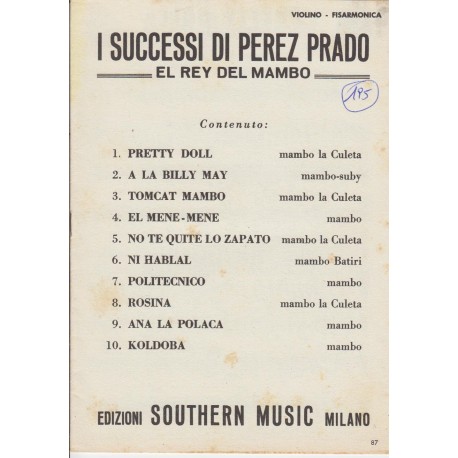 VIOLINO - FISARMONICA
I SUCCESSI DI PEREZ PRADO
EL REY DEL MAMBO
195
Contenuto:
1. PRETTY DOLL mambo la Culeta
2. A LA BILLY MAY mambo-suby
3. TOMCAT MAMBO mambo la Culeta
4. EL MENE-MENE mambo
5. NO TE QUITE LO ZAPATO mambo la Culeta
6. NI HABLAL mambo Batiri
7. POLITECNICO mambo
8. ROSINA mambo la Culeta
9. ANA LA POLACA mambo
10. KOLDOBA mambo
EDIZIONI SOUTHERN MUSIC MILANO
87